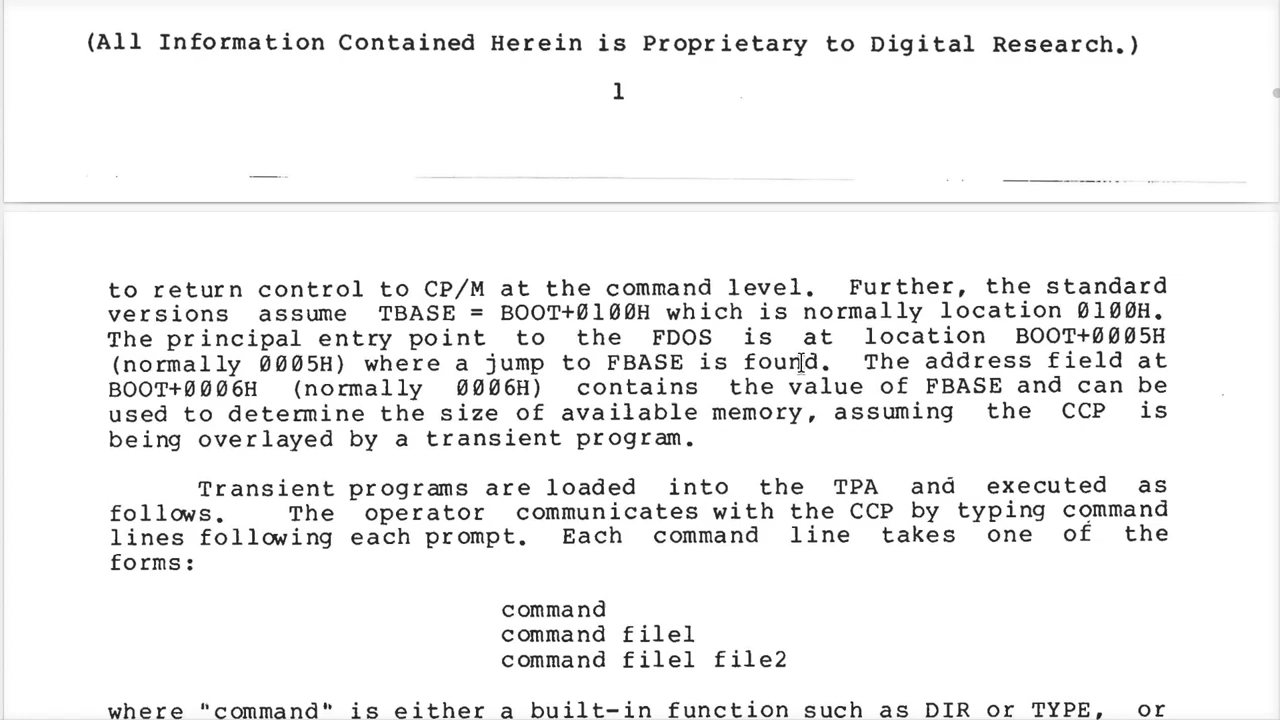 (All Information Contained Herein is Proprietary to Digital Research.)
1
to return control to CP/M at the command level. Further, the standard
versions assume TBASE = BOOT+0100H which is normally location 0100H.
The principal entry point to the FDOS is at location BOOT+0005H
(normally 0005H) where a jump to FBASE is found. The address field at
BOOT+0006H (normally 0006H) contains the value of FBASE and can be
used to determine the size of available memory, assuming the CCP is
being overlayed by a transient program.
Transient programs are loaded into the TPA and executed as
follows. The operator communicates with the CCP by typing command
lines following each prompt. Each command line takes one of the
forms:
command
command file1
command file1 file2
where "command" is either a built-in function such as DIR or TYPE, or